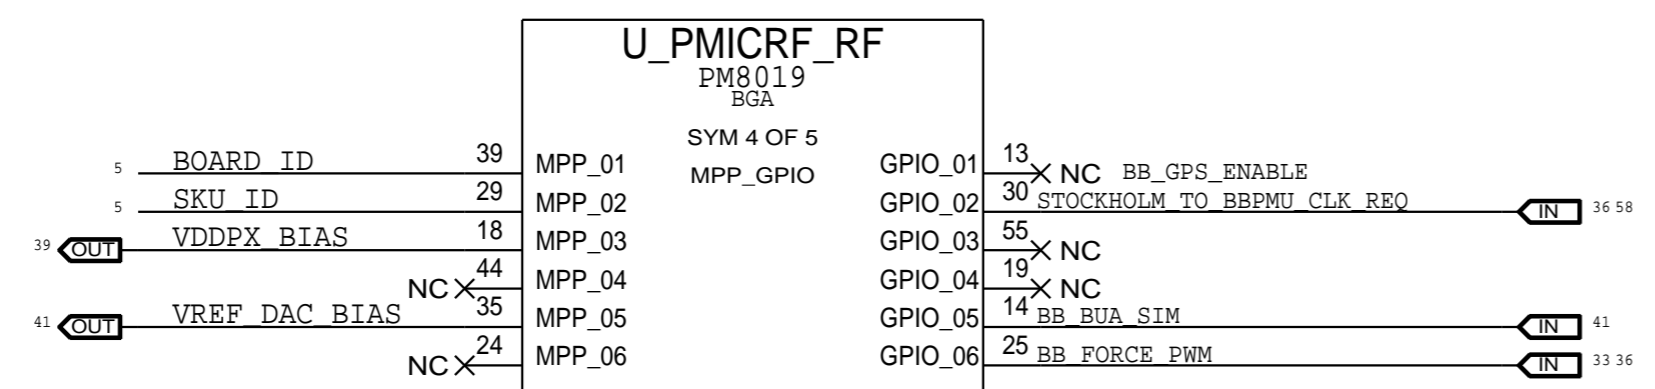 U_PMICRF_RF
PM8019
BGA
SYM 4 OF 5
MPP_GPIO
5 BOARD_ID 39 MPP_01 GPIO_01 13 NC BB_GPS_ENABLE
5 SKU_ID 29 MPP_02 GPIO_02 30 STOCKHOLM_TO_BBPMU_CLK_REQ IN 36 58
39 OUT VDDPX_BIAS 18 MPP_03 GPIO_03 55 NC
NC 44 MPP_04 GPIO_04 19 NC
41 OUT VREF_DAC_BIAS 35 MPP_05 GPIO_05 14 BB_BUA_SIM IN 41
NC 24 MPP_06 GPIO_06 25 BB_FORCE_PWM IN 33 36